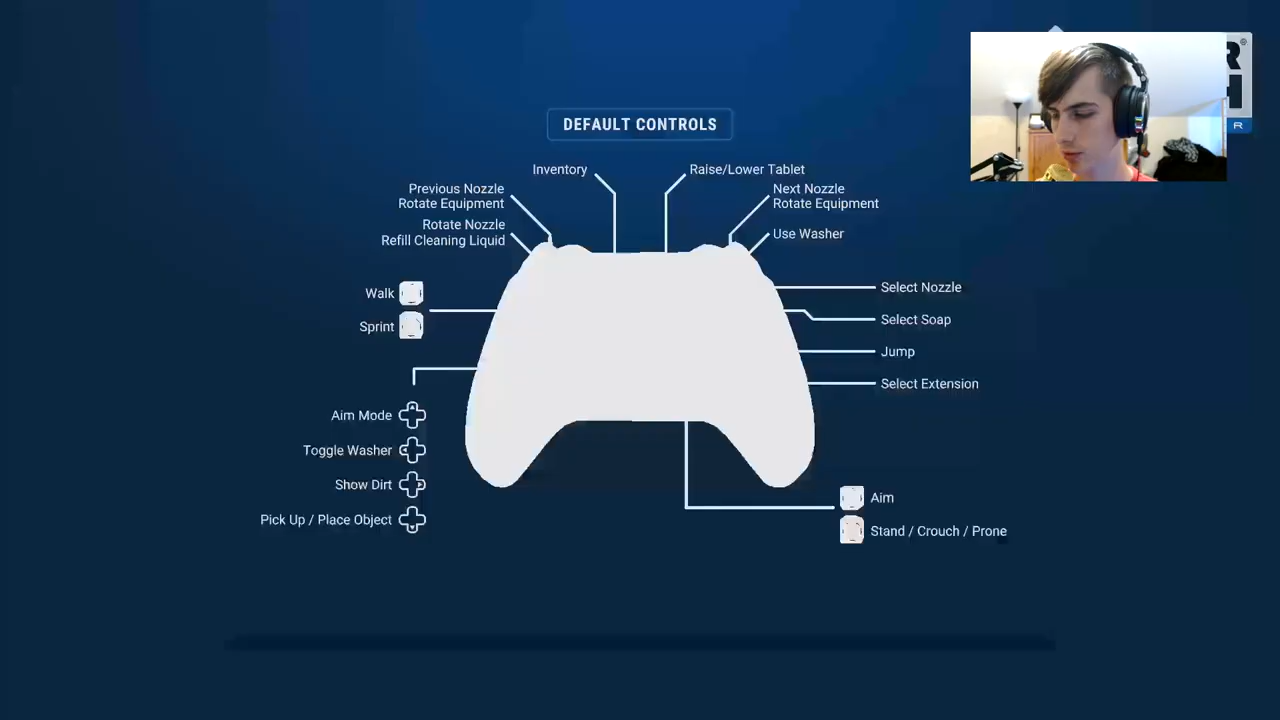 R®
H
R
DEFAULT CONTROLS
Inventory
Raise/Lower Tablet
Previous Nozzle
Rotate Equipment
Next Nozzle
Rotate Equipment
Rotate Nozzle
Refill Cleaning Liquid
Use Washer
Walk
Sprint
Select Nozzle
Select Soap
Jump
Select Extension
Aim Mode
Toggle Washer
Show Dirt
Pick Up / Place Object
Aim
Stand / Crouch / Prone